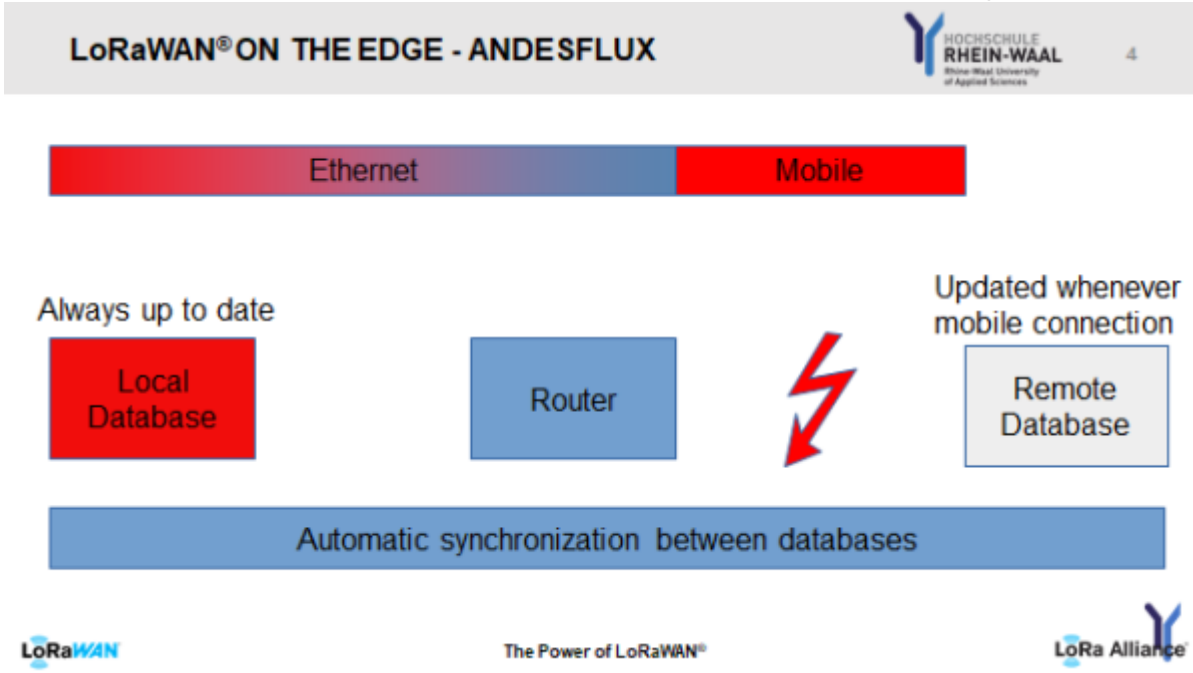 LoRaWAN® ON THE EDGE - ANDESFLUX
HOCHSCHULE
RHEIN-WAAL
Rhine-Waal University
of Applied Sciences
4
Ethernet
Mobile
Always up to date
Updated whenever
mobile connection
Local
Database
Router
Remote
Database
Automatic synchronization between databases
LoRaWAN
The Power of LoRaWAN®
LoRa Alliance